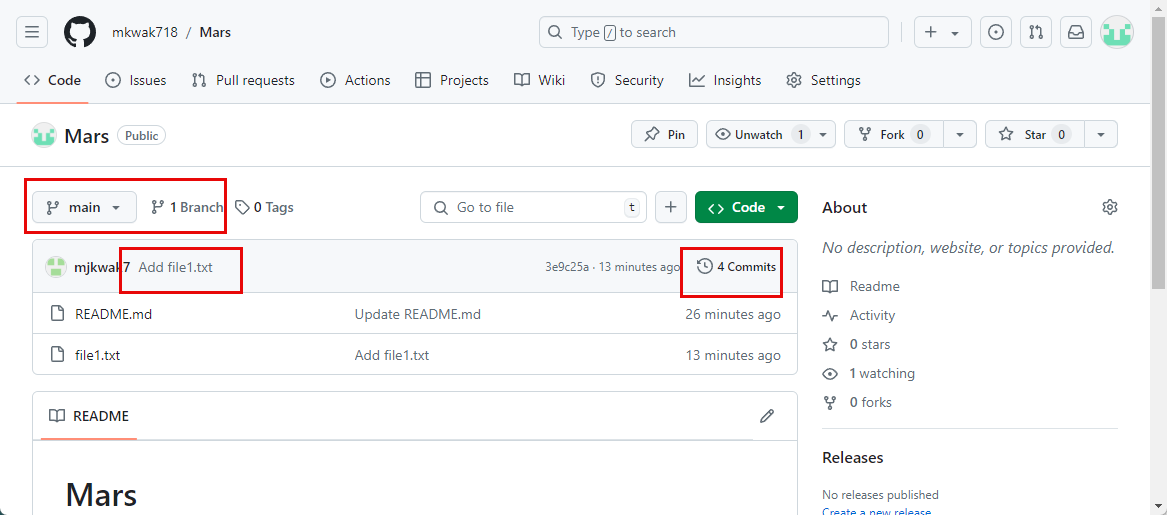 mkwak718 / Mars
Type / to search
Code Issues Pull requests Actions Projects Wiki Security Insights Settings
Mars Public
Pin Unwatch 1 Fork 0 Star 0
main 1 Branch 0 Tags Go to file t Code
mjkwak7 Add file1.txt 3e9c25a · 13 minutes ago 4 Commits
README.md Update README.md 26 minutes ago
file1.txt Add file1.txt 13 minutes ago
README
Mars
About
No description, website, or topics provided.
Readme
Activity
0 stars
1 watching
0 forks
Releases
No releases published
Create a new release